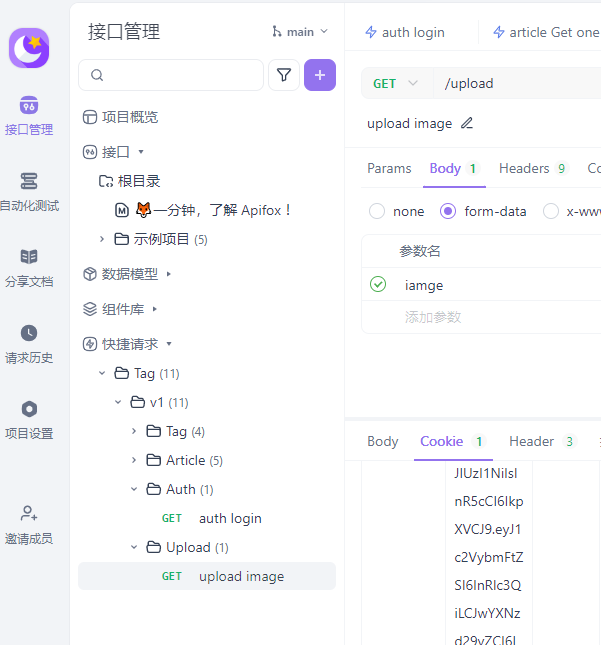 接口管理
自动化测试
分享文档
请求历史
项目设置
邀请成员
接口管理
main
项目概览
接口
根目录
一分钟，了解 Apifox！
示例项目 (5)
数据模型
组件库
快捷请求
Tag (11)
v1 (11)
Tag (4)
Article (5)
Auth (1)
GET auth login
Upload (1)
GET upload image
auth login
article Get one
GET /upload
upload image
Params Body 1 Headers 9 Co
none form-data x-www
参数名
iamge
添加参数
Body Cookie 1 Header 3
nR5cCI6Ikp
XVCJ9.eyJ1
c2VybmFtZ
SI6InRlc3Q
iLCJwYXNz